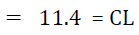 = 11.4 = CL